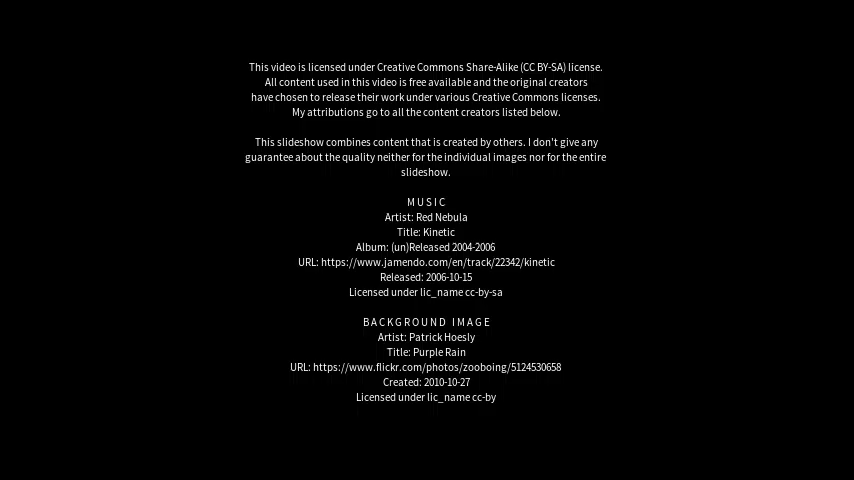 This video is licensed under Creative Commons Share-Alike (CC BY-SA) license.
All content used in this video is free available and the original creators
have chosen to release their work under various Creative Commons licenses.
My attributions go to all the content creators listed below.
This slideshow combines content that is created by others. I don't give any
guarantee about the quality neither for the individual images nor for the entire
slideshow.
MUSIC
Artist: Red Nebula
Title: Kinetic
Album: (un)Released 2004-2006
URL: https://www.jamendo.com/en/track/22342/kinetic
Released: 2006-10-15
Licensed under lic_name cc-by-sa
BACKGROUND IMAGE
Artist: Patrick Hoesly
Title: Purple Rain
URL: https://www.flickr.com/photos/zooboing/5124530658
Created: 2010-10-27
Licensed under lic_name cc-by